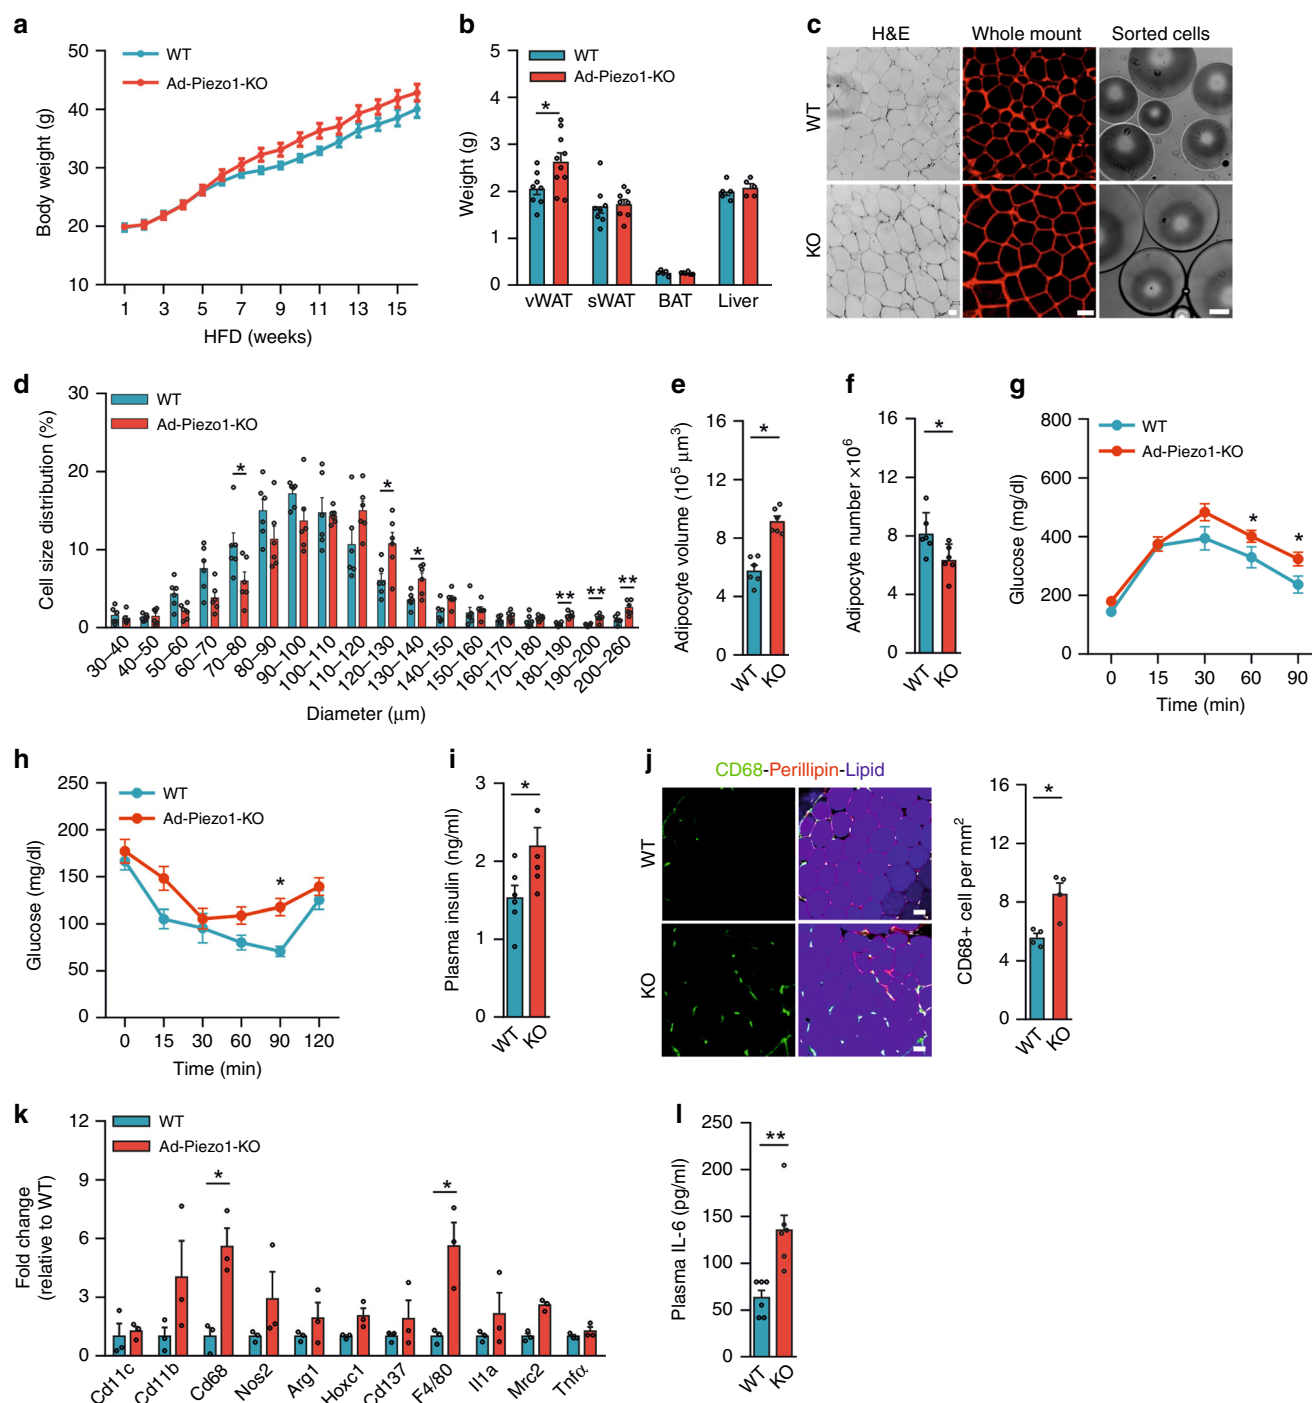 a
WT
Ad-Piezo1-KO
Body weight (g)
50
40
30
20
10
1 3 5 7 9 11 13 15
HFD (weeks)
b
WT
Ad-Piezo1-KO
Weight (g)
5
4
3
2
1
0
*
vWAT sWAT BAT Liver
c
H&E Whole mount Sorted cells
WT
KO
d
WT
Ad-Piezo1-KO
Cell size distribution (%)
30
20
10
0
* * * ** ** **
30–40 40–50 50–60 60–70 70–80 80–90 90–100 100–110 110–120 120–130 130–140 140–150 150–160 160–170 170–180 180–190 190–200 200–260
Diameter (μm)
e
Adipocyte volume (10⁵ μm³)
16
12
8
4
0
*
WT KO
f
Adipocyte number ×10⁶
16
12
8
4
0
*
WT KO
g
WT
Ad-Piezo1-KO
Glucose (mg/dl)
800
600
400
200
0
* *
0 15 30 60 90
Time (min)
h
WT
Ad-Piezo1-KO
Glucose (mg/dl)
250
200
150
100
50
0
*
0 15 30 60 90 120
Time (min)
i
Plasma insulin (ng/ml)
3
2
1
0
*
WT KO
j
CD68-Perillipin-Lipid
WT
KO
CD68+ cell per mm²
16
12
8
4
0
*
WT KO
k
WT
Ad-Piezo1-KO
Fold change
(relative to WT)
12
9
6
3
0
* *
Cd11c Cd11b Cd68 Nos2 Arg1 Hoxc1 Cd137 F4/80 Il1a Mrc2 Tnfα
l
Plasma IL-6 (pg/ml)
250
200
150
100
50
0
**
WT KO